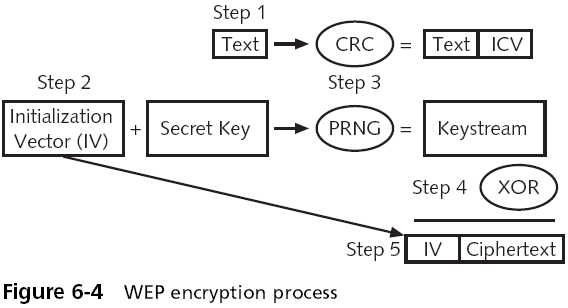 Step 1
Text CRC = Text ICV
Step 2 Step 3
Initialization
Vector (IV) + Secret Key PRNG = Keystream
Step 4 XOR
Step 5 IV Ciphertext
Figure 6-4 WEP encryption process